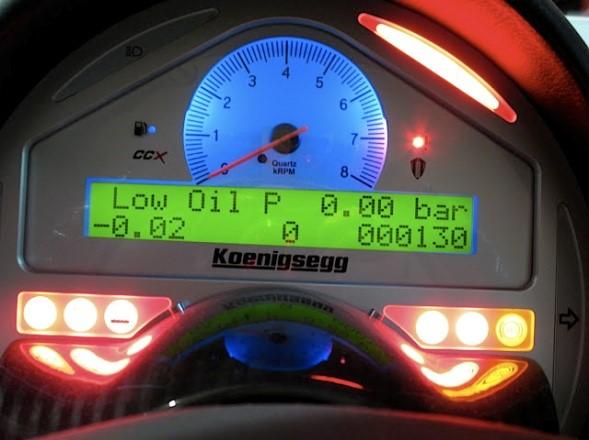 4
3 5
2 6
1 7
0 8
Quartz
kRPM
CCX
Low Oil P 0.00 bar
-0.02 0 000130
Koenigsegg